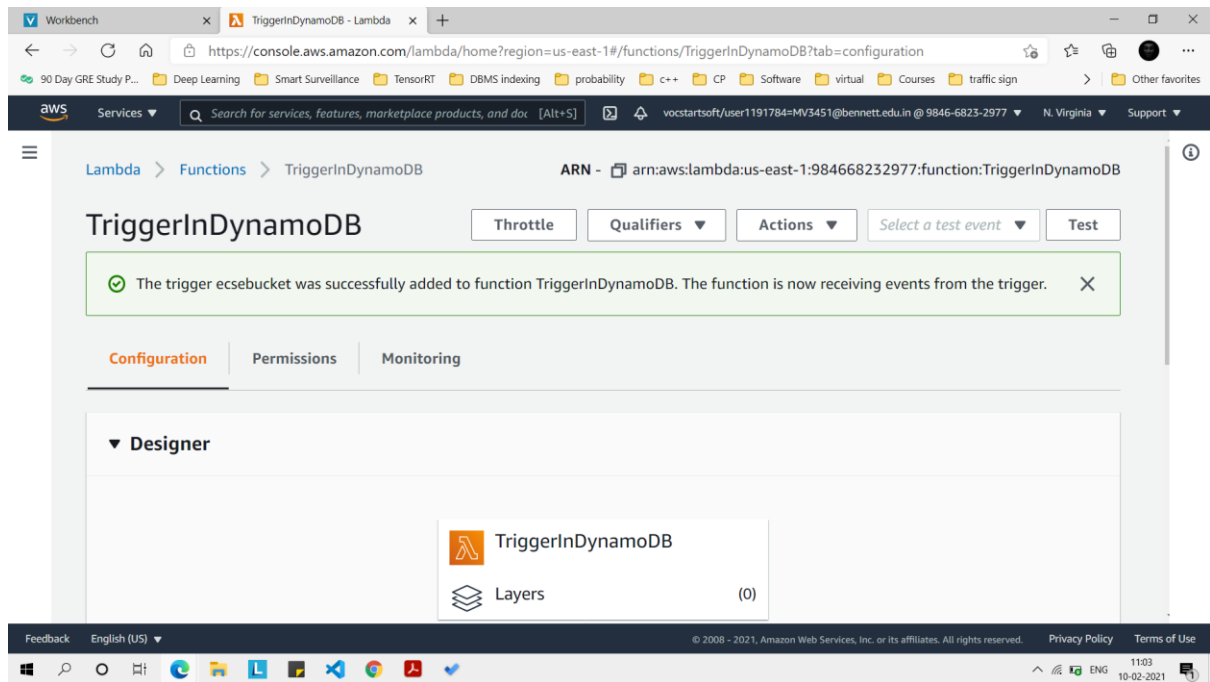 Workbench
TriggerInDynamoDB - Lambda
https://console.aws.amazon.com/lambda/home?region=us-east-1#/functions/TriggerInDynamoDB?tab=configuration
90 Day GRE Study P... Deep Learning Smart Surveillance TensorRT DBMS indexing probability c++ CP Software virtual Courses traffic sign Other favorites
aws Services Search for services, features, marketplace products, and doc [Alt+S] vocstartsoft/user1191784=MV3451@bennett.edu.in @ 9846-6823-2977 N. Virginia Support
Lambda > Functions > TriggerInDynamoDB ARN - arn:aws:lambda:us-east-1:984668232977:function:TriggerInDynamoDB
TriggerInDynamoDB Throttle Qualifiers Actions Select a test event Test
The trigger ecsebucket was successfully added to function TriggerInDynamoDB. The function is now receiving events from the trigger.
Configuration Permissions Monitoring
Designer
TriggerInDynamoDB
Layers (0)
Feedback English (US) © 2008 - 2021, Amazon Web Services, Inc. or its affiliates. All rights reserved. Privacy Policy Terms of Use
ENG 11:03
10-02-2021